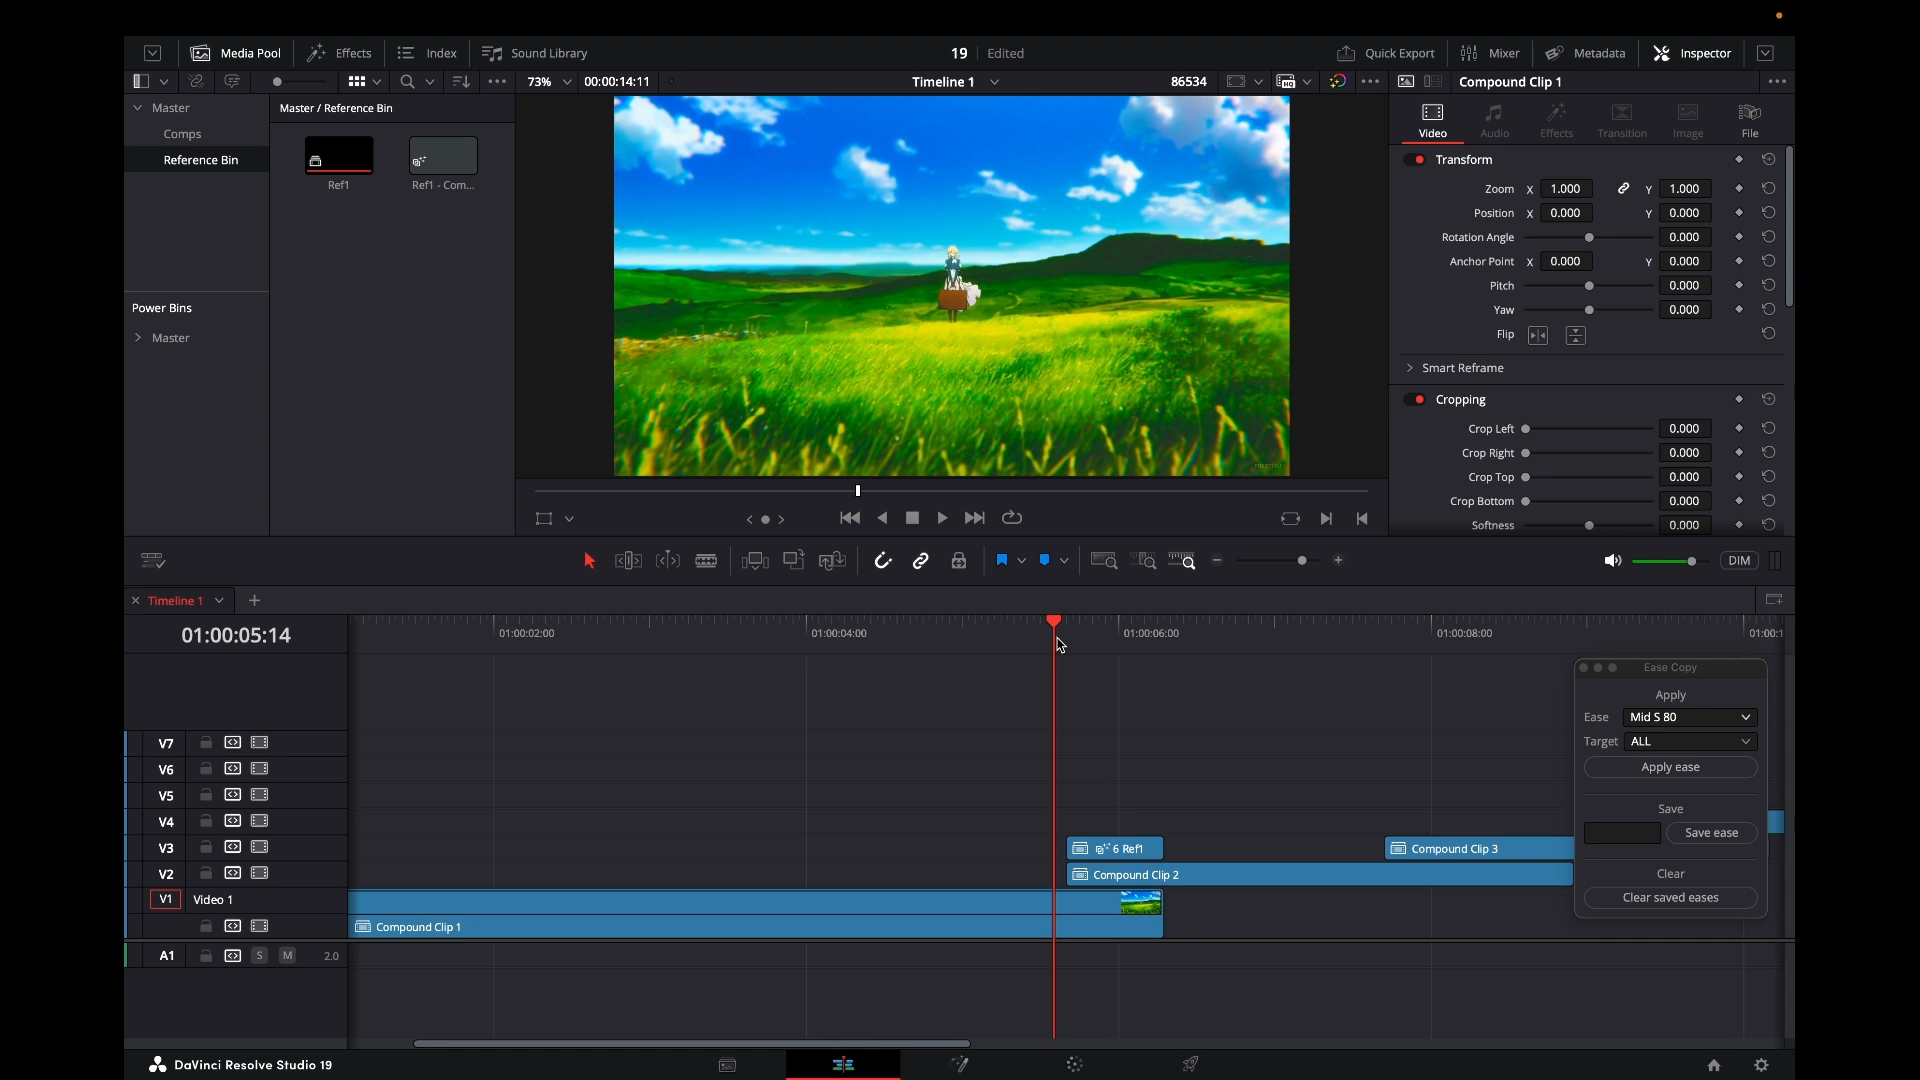 Media Pool
Effects
Index
Sound Library
19
Edited
Quick Export
Mixer
Metadata
Inspector
73%
00:00:14:11
Timeline 1
86534
Compound Clip 1
Master
Comps
Reference Bin
Master / Reference Bin
Ref1
Ref1 - Com...
Power Bins
Master
Video
Audio
Effects
Transition
Image
File
Transform
Zoom X 1.000 Y 1.000
Position X 0.000 Y 0.000
Rotation Angle 0.000
Anchor Point X 0.000 Y 0.000
Pitch 0.000
Yaw 0.000
Flip
Smart Reframe
Cropping
Crop Left 0.000
Crop Right 0.000
Crop Top 0.000
Crop Bottom 0.000
Softness 0.000
DIM
Timeline 1
01:00:05:14
01:00:02:00
01:00:04:00
01:00:06:00
01:00:08:00
01:00:1
V7
V6
V5
V4
V3
V2
V1 Video 1
A1 S M 2.0
6 Ref1
Compound Clip 3
Compound Clip 2
Compound Clip 1
Ease Copy
Apply
Ease Mid S 80
Target ALL
Apply ease
Save
Save ease
Clear
Clear saved eases
DaVinci Resolve Studio 19